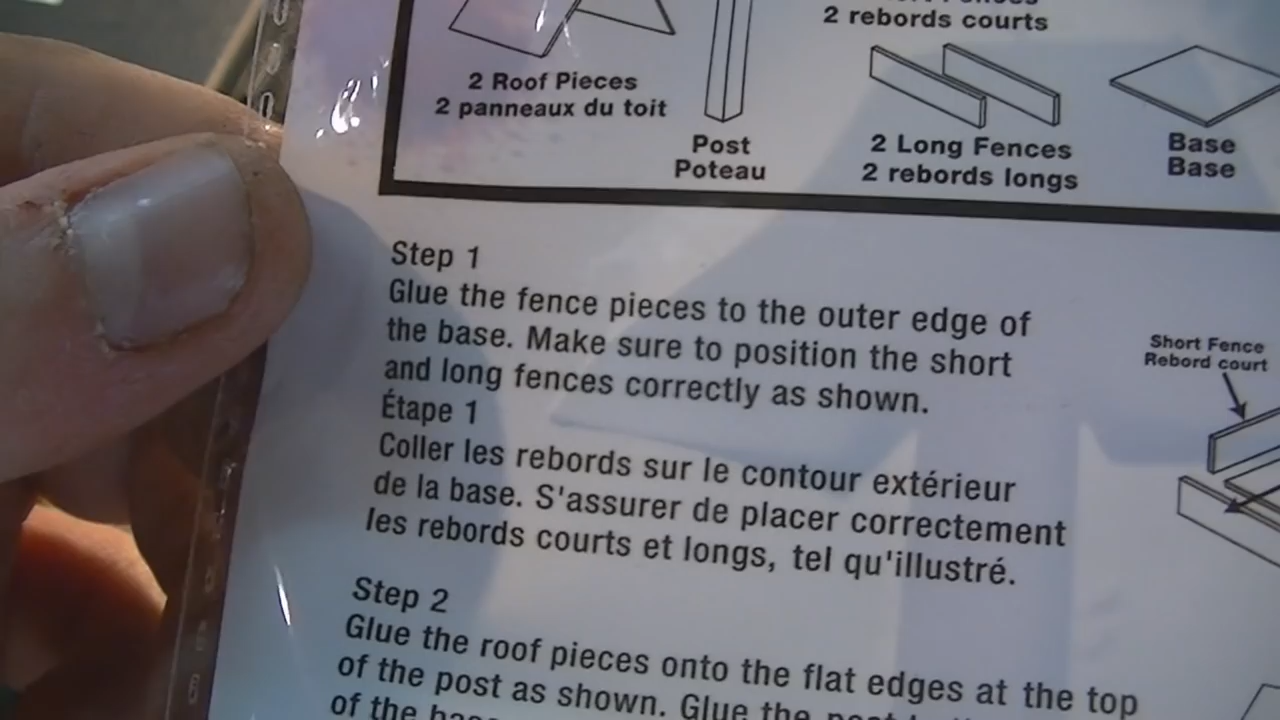 2 rebords courts
2 Roof Pieces
2 panneaux du toit
Post
Poteau
2 Long Fences
2 rebords longs
Base
Base
Step 1
Glue the fence pieces to the outer edge of
the base. Make sure to position the short
and long fences correctly as shown.
Étape 1
Coller les rebords sur le contour extérieur
de la base. S'assurer de placer correctement
les rebords courts et longs, tel qu'illustré.
Short Fence
Rebord court
Step 2
Glue the roof pieces onto the flat edges at the top
of the post as shown. Glue the post
of the